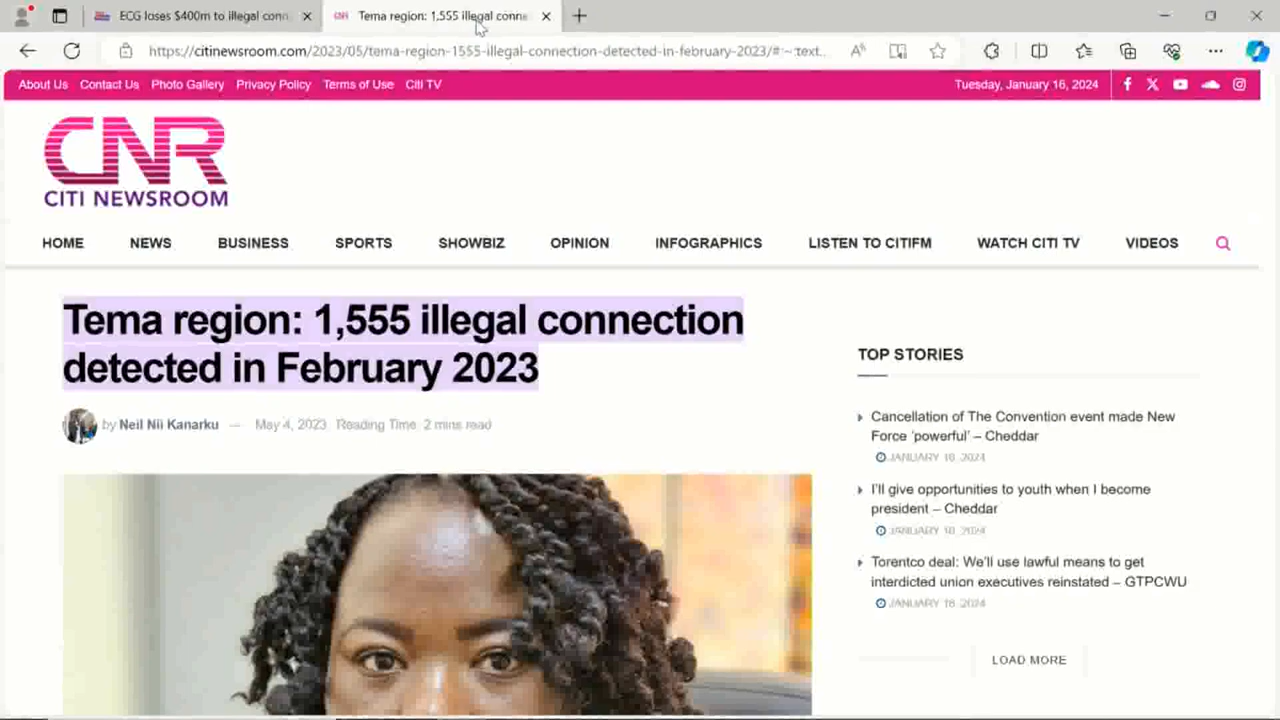 ECG loses $400m to illegal conn
Tema region: 1,555 illegal conne
https://citinewsroom.com/2023/05/tema-region-1555-illegal-connection-detected-in-february-2023/#:~:text...
About Us Contact Us Photo Gallery Privacy Policy Terms of Use Citi TV
Tuesday, January 16, 2024
CNR
CITI NEWSROOM
HOME NEWS BUSINESS SPORTS SHOWBIZ OPINION INFOGRAPHICS LISTEN TO CITIFM WATCH CITI TV VIDEOS
Tema region: 1,555 illegal connection
detected in February 2023
by Neil Nii Kanarku — May 4, 2023 Reading Time: 2 mins read
TOP STORIES
Cancellation of The Convention event made New
Force 'powerful' – Cheddar
JANUARY 16, 2024
I'll give opportunities to youth when I become
president – Cheddar
JANUARY 16, 2024
Torentco deal: We'll use lawful means to get
interdicted union executives reinstated – GTPCWU
JANUARY 16, 2024
LOAD MORE